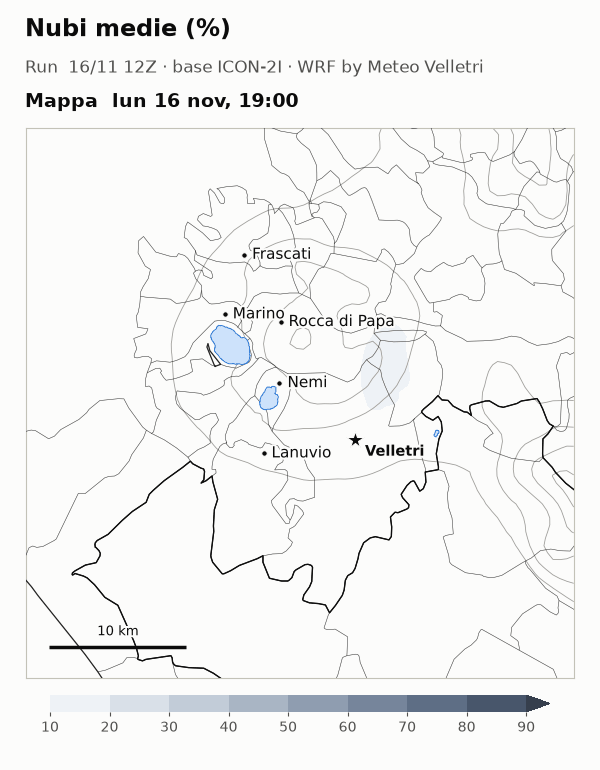 Nubi medie (%)
Run  16/11 12Z · base ICON-2I · WRF by Meteo Velletri
Mappa  lun 16 nov, 19:00
Frascati
Marino
Rocca di Papa
Nemi
Velletri
Lanuvio
10 km
10 20 30 40 50 60 70 80 90